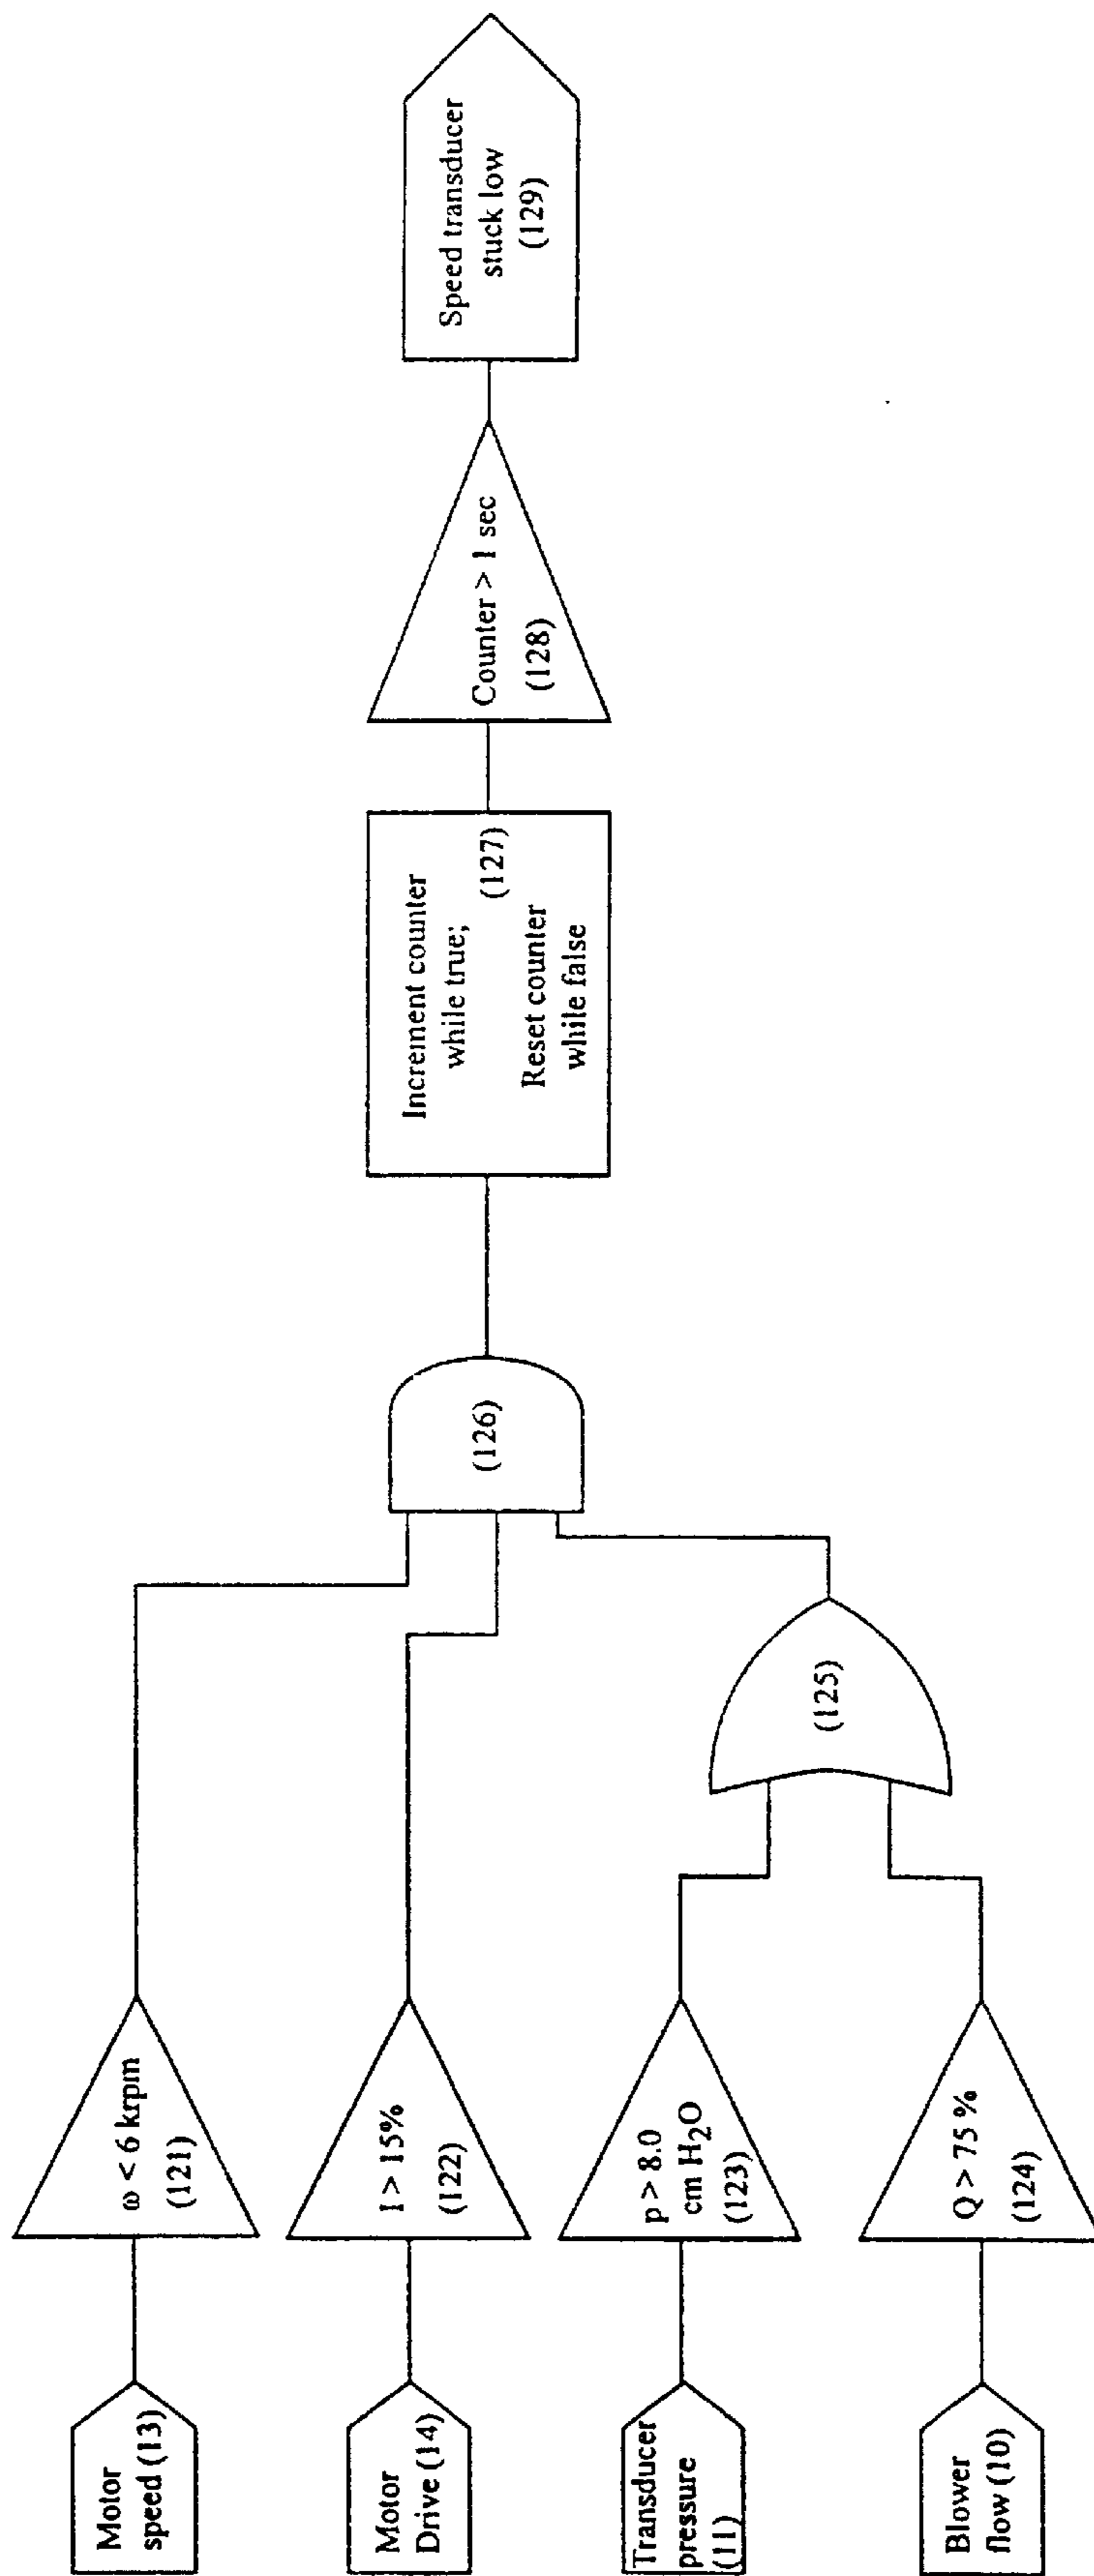 Motor
speed (13)
ω < 6 krpm
(121)
Motor
Drive (14)
I > 15%
(122)
Transducer
pressure
(11)
p > 8.0
cm H₂O
(123)
Blower
flow (10)
Q > 75 %
(124)
(125)
(126)
Increment counter
while true;
(127)
Reset counter
while false
Counter > 1 sec
(128)
Speed transducer
stuck low
(129)